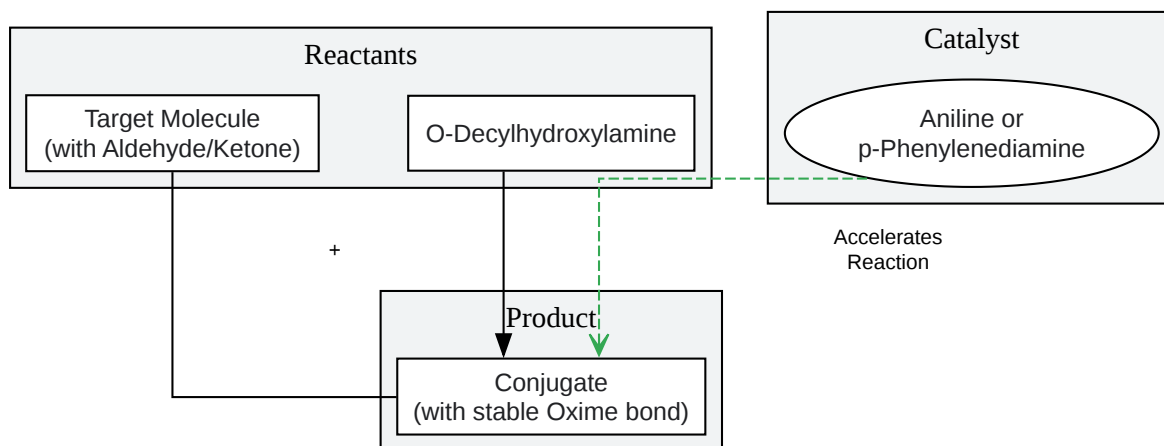 Reactants
Target Molecule
(with Aldehyde/Ketone)
O-Decylhydroxylamine
Catalyst
Aniline or
p-Phenylenediamine
+
Accelerates
Reaction
Product
Conjugate
(with stable Oxime bond)